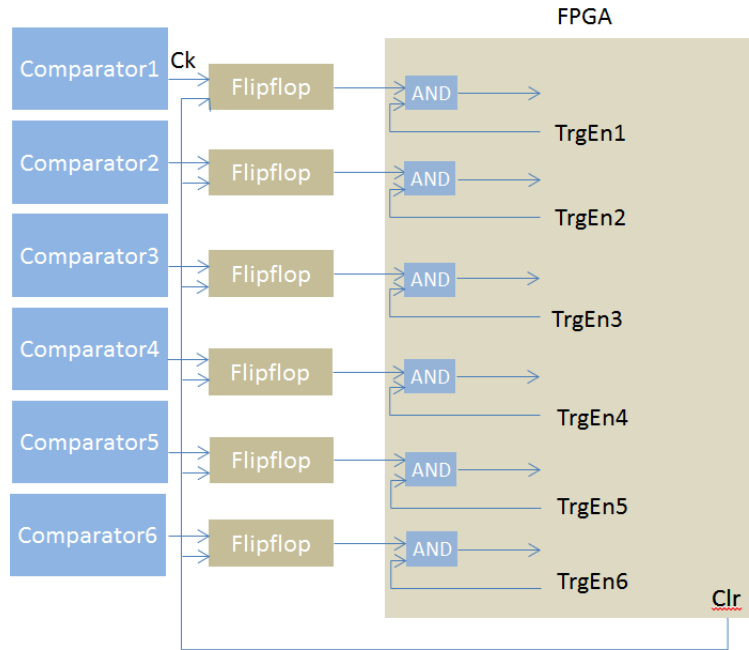 FPGA
Comparator1
Ck
Flipflop
AND
TrgEn1
Comparator2
Flipflop
AND
TrgEn2
Comparator3
Flipflop
AND
TrgEn3
Comparator4
Flipflop
AND
TrgEn4
Comparator5
Flipflop
AND
TrgEn5
Comparator6
Flipflop
AND
TrgEn6
Clr